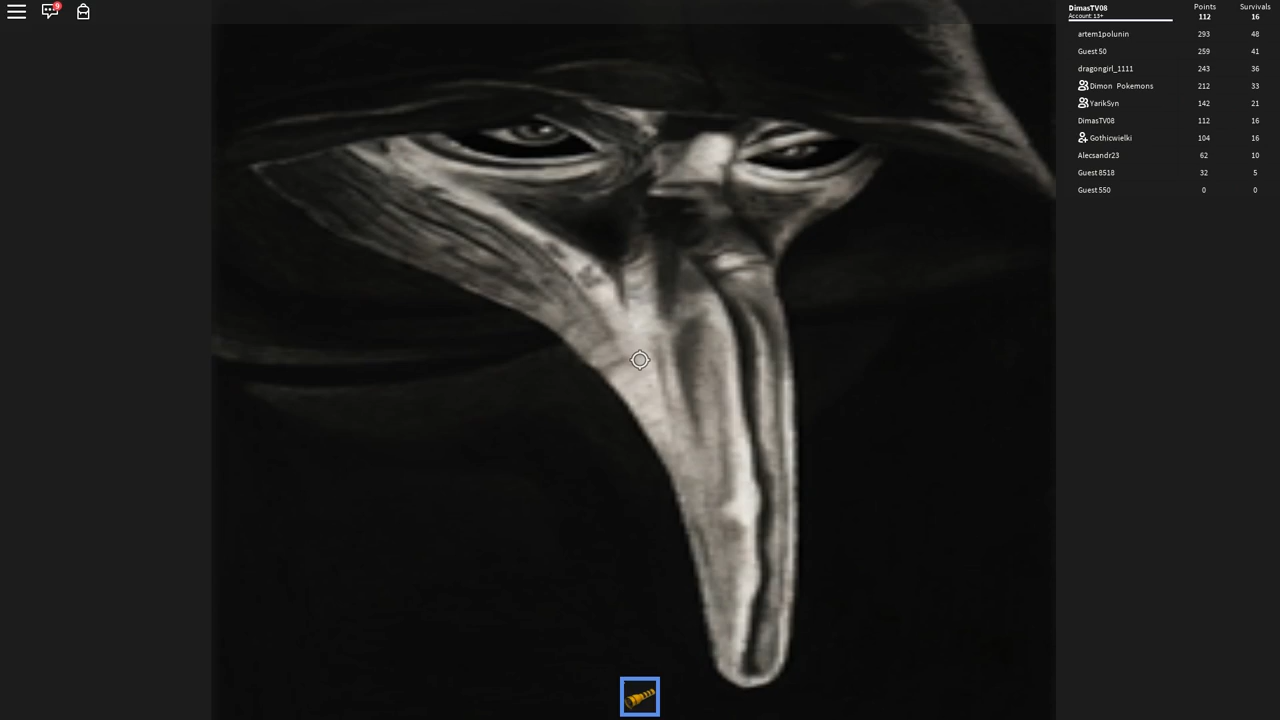 9
DimasTV08 Points Survivals
Account: 13+ 112 16
artem1polunin 293 48
Guest 50 259 41
dragongirl_1111 243 36
Dimon_Pokemons 212 33
YarikSyn 142 21
DimasTV08 112 16
Gothicwielki 104 16
Alecsandr23 62 10
Guest 8518 32 5
Guest 550 0 0